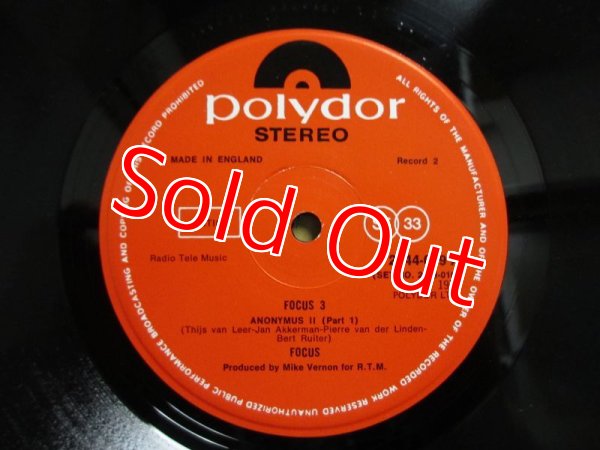 polydor
STEREO
MADE IN ENGLAND
Record 2
Sold Out
33
Radio Tele Music
POLYDOR
FOCUS 3
ANONYMUS II (Part 1)
(Thijs van Leer-Jan Akkerman-Pierre van der Linden-
Bert Ruiter)
FOCUS
Produced by Mike Vernon for R.T.M.
ALL RIGHTS OF THE MANUFACTURER AND OF THE OWNER OF THE RECORDED WORK RESERVED UNAUTHORIZED PUBLIC PERFORMANCE BROADCASTING AND COPYING OF RECORD PROHIBITED